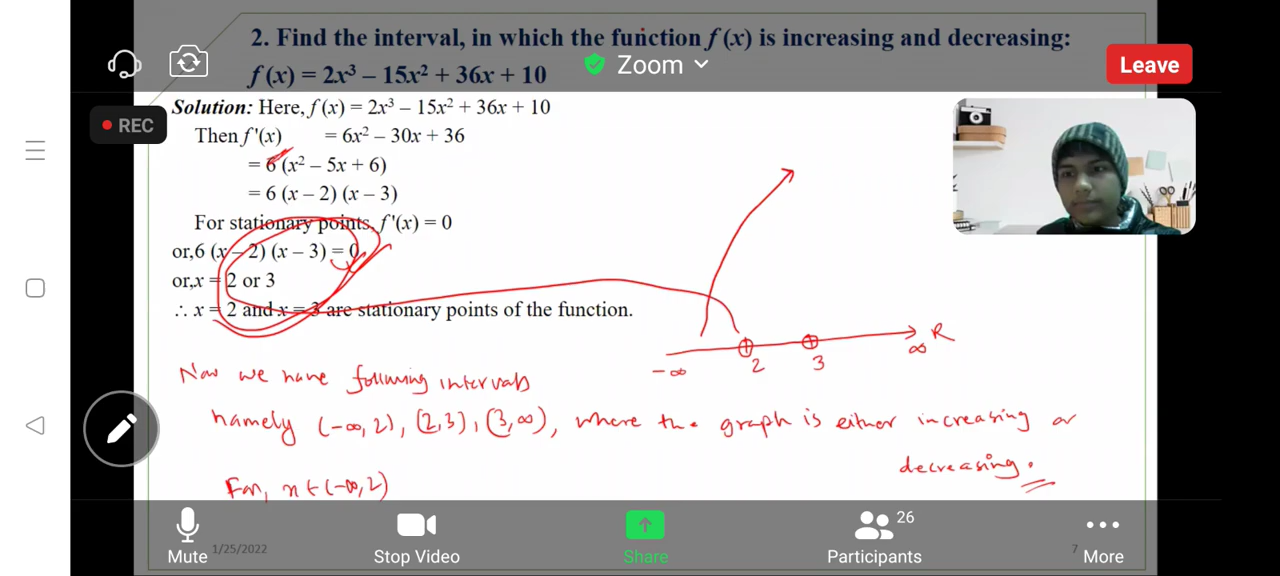 2. Find the interval, in which the function f (x) is increasing and decreasing:
f (x) = 2x³ – 15x² + 36x + 10
Zoom
Leave
REC
Solution: Here, f (x) = 2x³ – 15x² + 36x + 10
Then f '(x) = 6x² – 30x + 36
= 6 (x² – 5x + 6)
= 6 (x – 2) (x – 3)
For stationary points, f '(x) = 0
or,6 (x – 2) (x – 3) = 0
or,x = 2 or 3
∴ x = 2 and x = 3 are stationary points of the function.
-∞ 2 3 ∞ R
Now we have following intervals
namely (-∞, 2), (2, 3), (3, ∞), where the graph is either increasing or
decreasing.
For, x ∈ (-∞, 2)
26
Mute
Stop Video
Share
Participants
More
1/25/2022
7